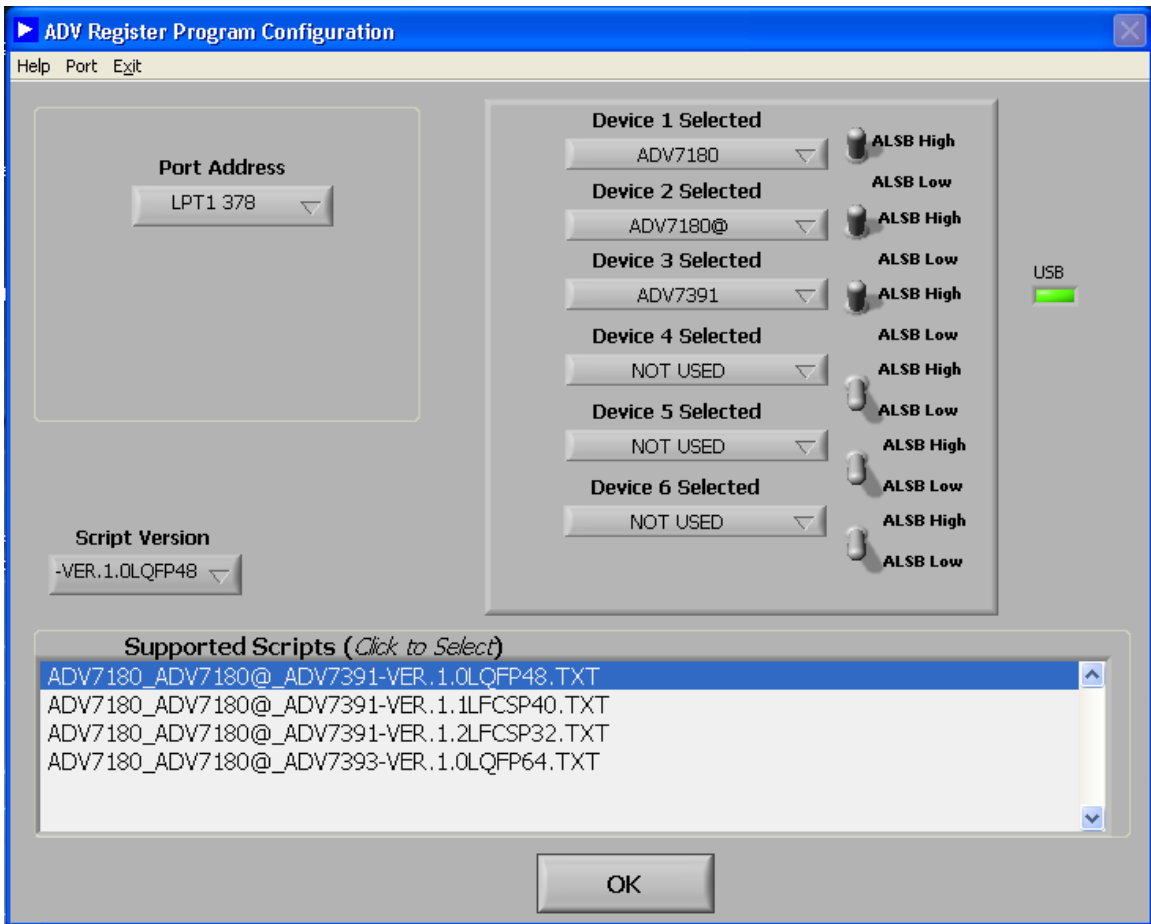 ADV Register Program Configuration
Help Port Exit
Port Address
LPT1 378
Device 1 Selected
ADV7180
ALSB High
ALSB Low
Device 2 Selected
ADV7180@
ALSB High
ALSB Low
Device 3 Selected
ADV7391
ALSB High
ALSB Low
Device 4 Selected
NOT USED
ALSB High
ALSB Low
Device 5 Selected
NOT USED
ALSB High
ALSB Low
Device 6 Selected
NOT USED
ALSB High
ALSB Low
USB
Script Version
-VER.1.0LQFP48
Supported Scripts (Click to Select)
ADV7180_ADV7180@_ADV7391-VER.1.0LQFP48.TXT
ADV7180_ADV7180@_ADV7391-VER.1.1LFCSP40.TXT
ADV7180_ADV7180@_ADV7391-VER.1.2LFCSP32.TXT
ADV7180_ADV7180@_ADV7393-VER.1.0LQFP64.TXT
OK